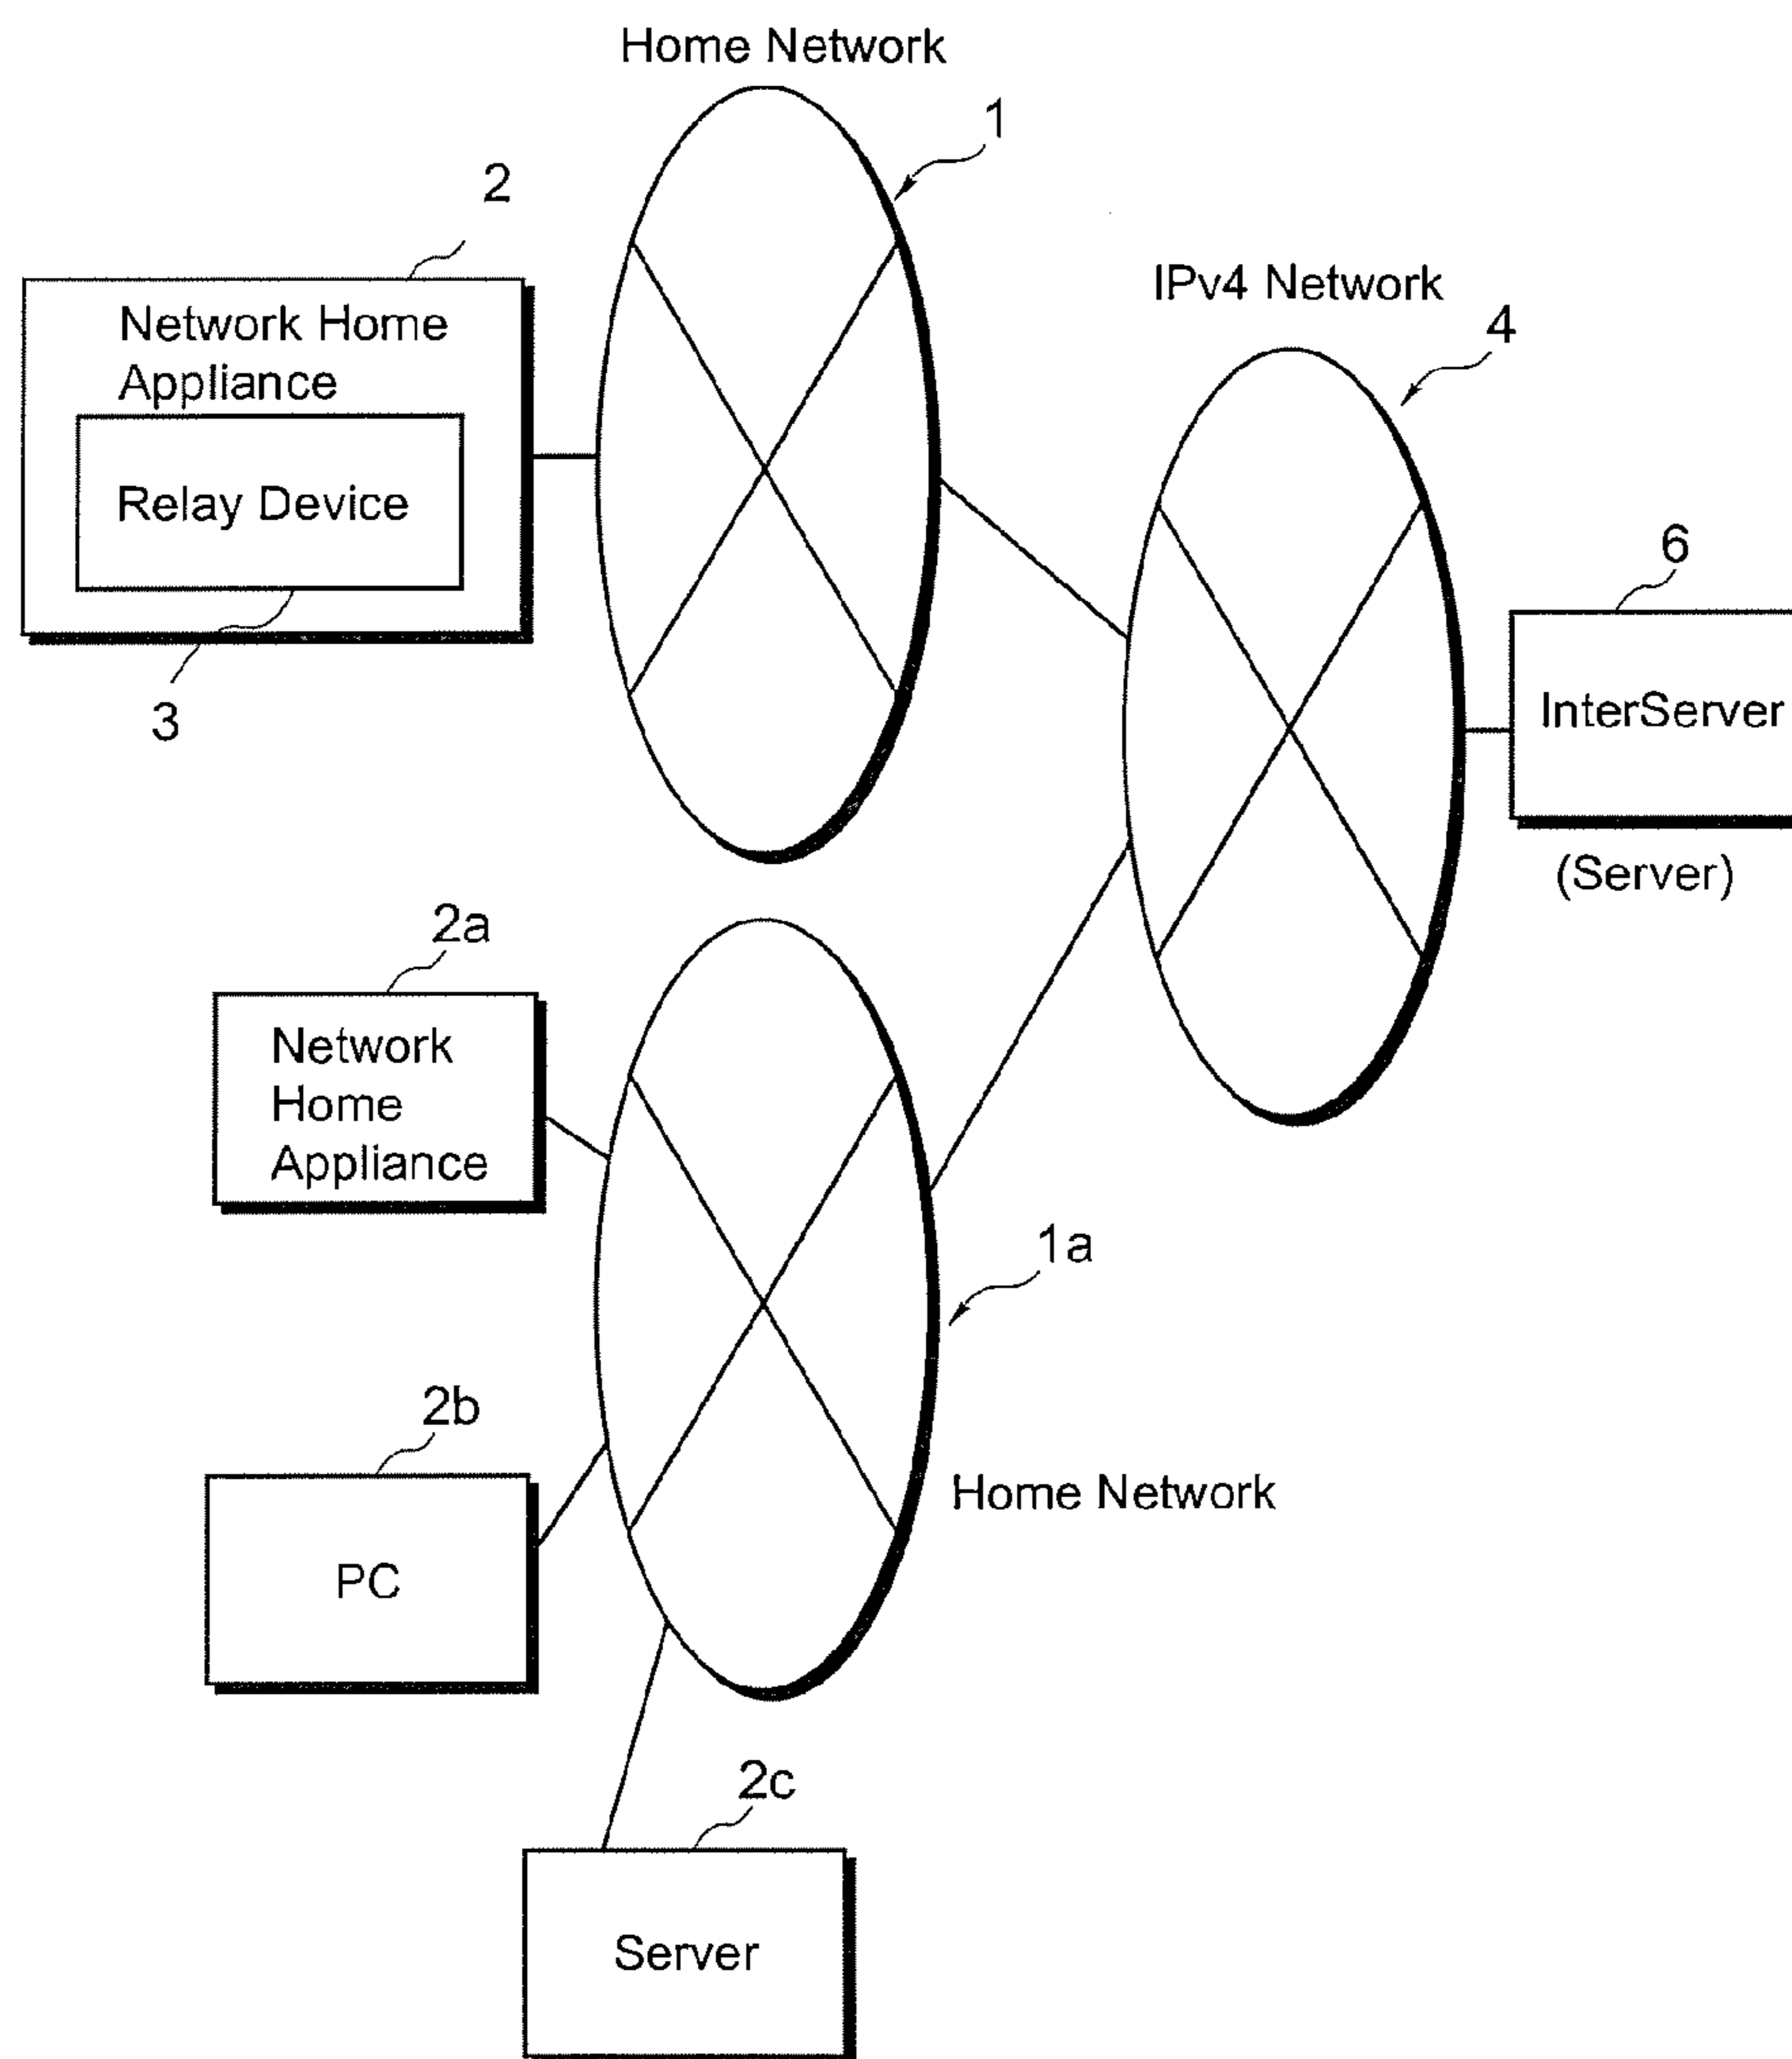 Home Network
1
2
Network Home
Appliance
Relay Device
3
IPv4 Network
4
6
InterServer
(Server)
2a
Network
Home
Appliance
1a
2b
Home Network
PC
2c
Server